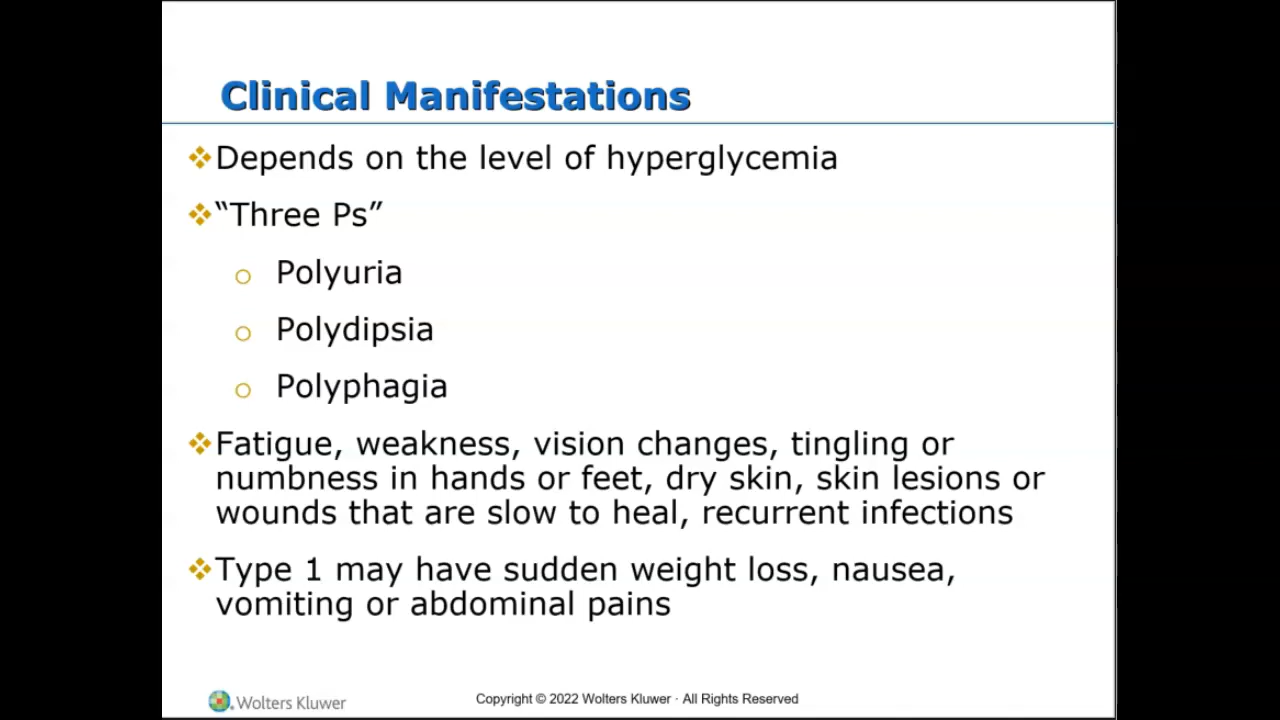 Clinical Manifestations
Depends on the level of hyperglycemia
“Three Ps”
Polyuria
Polydipsia
Polyphagia
Fatigue, weakness, vision changes, tingling or
numbness in hands or feet, dry skin, skin lesions or
wounds that are slow to heal, recurrent infections
Type 1 may have sudden weight loss, nausea,
vomiting or abdominal pains
Wolters Kluwer
Copyright © 2022 Wolters Kluwer · All Rights Reserved